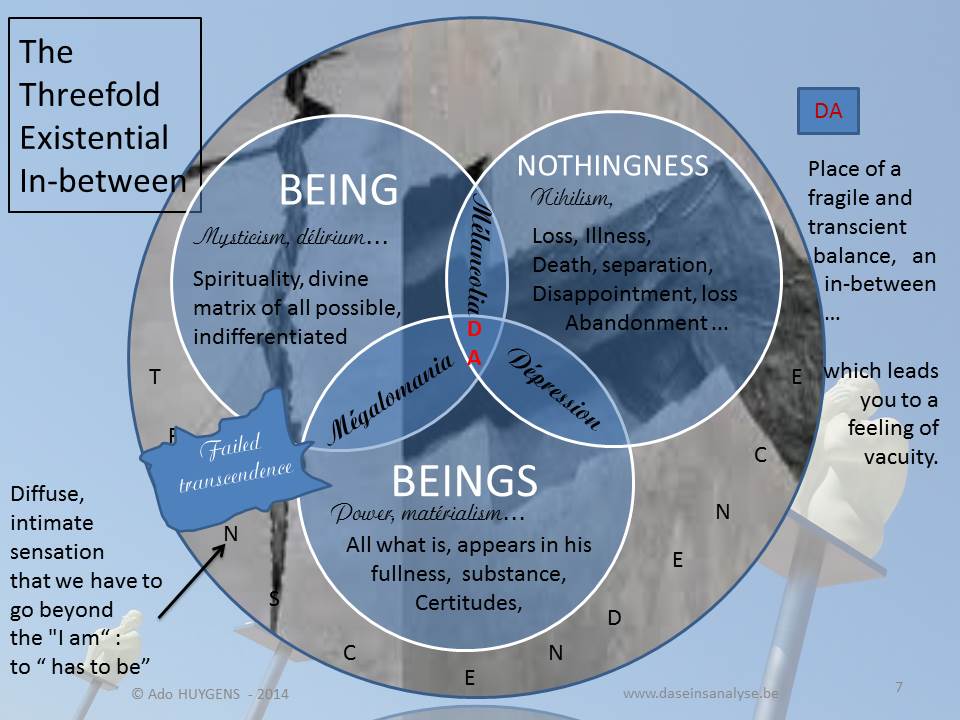 The
Threefold
Existential
In-between
BEING
Mysticism, délirium...
Spirituality, divine
matrix of all possible,
indifferentiated
NOTHINGNESS
Nihilism,
Loss, Illness,
Death, separation,
Disappointment, loss
Abandonment ...
Mélancolia
D
A
Mégalomania
Dépression
BEINGS
Power, matérialism...
All what is, appears in his
fullness, substance,
Certitudes,
Failed
transcendence
T
N
S
C
E
N
D
E
N
C
E
DA
Place of a
fragile and
transcient
balance, an
in-between
...
which leads
you to a
feeling of
vacuity.
Diffuse,
intimate
sensation
that we have to
go beyond
the "I am“ :
to “ has to be”
© Ado HUYGENS - 2014
www.daseinsanalyse.be
7